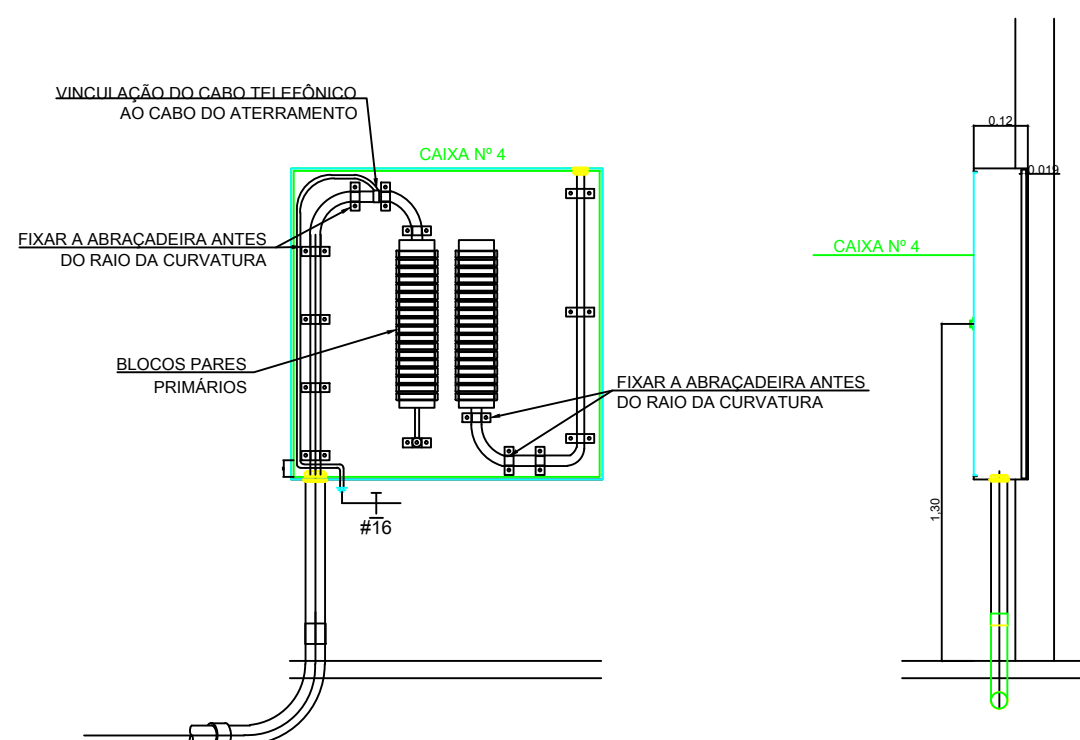 VINCULAÇÃO DO CABO TELEFÔNICO
AO CABO DO ATERRAMENTO
CAIXA Nº 4
FIXAR A ABRAÇADEIRA ANTES
DO RAIO DA CURVATURA
BLOCOS PARES
PRIMÁRIOS
FIXAR A ABRAÇADEIRA ANTES
DO RAIO DA CURVATURA
#16
0,12
0,019
CAIXA Nº 4
1,30